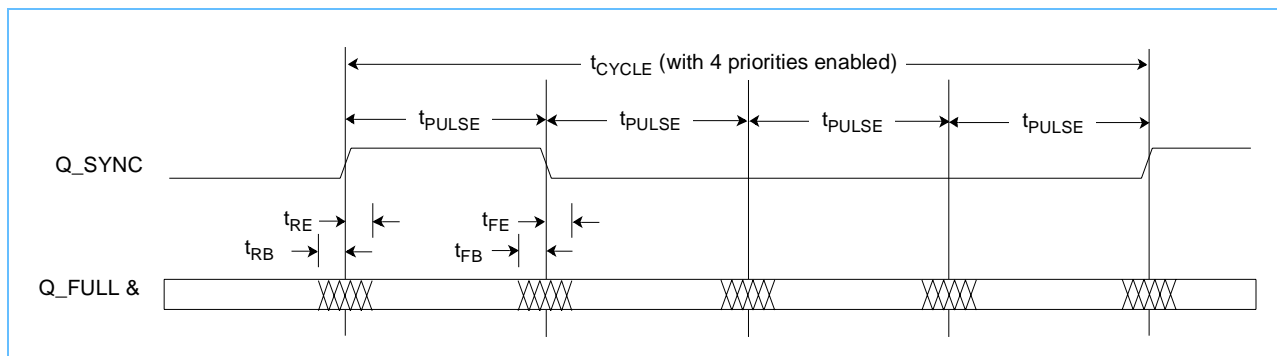 tCYCLE (with 4 priorities enabled)
tPULSE tPULSE tPULSE tPULSE
Q_SYNC
tRE tFE
tRB tFB
Q_FULL &